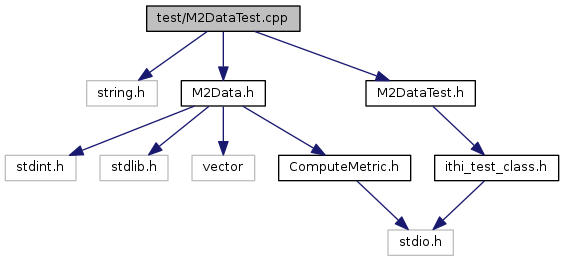 test/M2DataTest.cpp
string.h
M2Data.h
M2DataTest.h
stdint.h
stdlib.h
vector
ComputeMetric.h
ithi_test_class.h
stdio.h